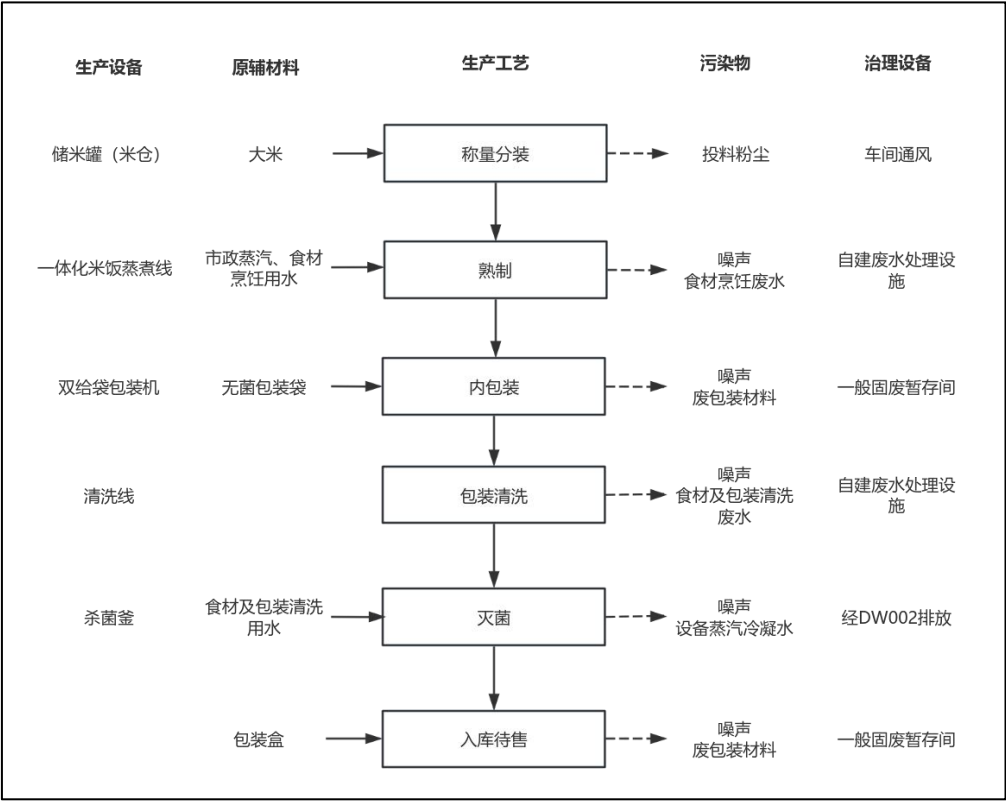 生产设备
原辅材料
生产工艺
污染物
治理设备
储米罐（米仓）
大米
称量分装
投料粉尘
车间通风
一体化米饭蒸煮线
市政蒸汽、食材
烹饪用水
熟制
噪声
食材烹饪废水
自建废水处理设
施
双给袋包装机
无菌包装袋
内包装
噪声
废包装材料
一般固废暂存间
清洗线
包装清洗
噪声
食材及包装清洗
废水
自建废水处理设
施
杀菌釜
食材及包装清洗
用水
灭菌
噪声
设备蒸汽冷凝水
经DW002排放
包装盒
入库待售
噪声
废包装材料
一般固废暂存间